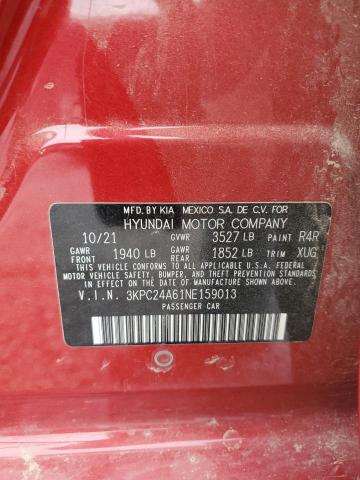 MFD. BY KIA MEXICO S.A. DE C.V. FOR
HYUNDAI MOTOR COMPANY
10/21 GVWR 3527 LB PAINT R4R
GAWR FRONT 1940 LB GAWR REAR 1852 LB TRIM XUG
THIS VEHICLE CONFORMS TO ALL APPLICABLE U.S.A. FEDERAL
MOTOR VEHICLE SAFETY, BUMPER, AND THEFT PREVENTION
STANDARDS IN EFFECT ON THE DATE OF MANUFACTURE SHOWN ABOVE.
V.I.N. 3KPC24A61NE159013
PASSENGER CAR